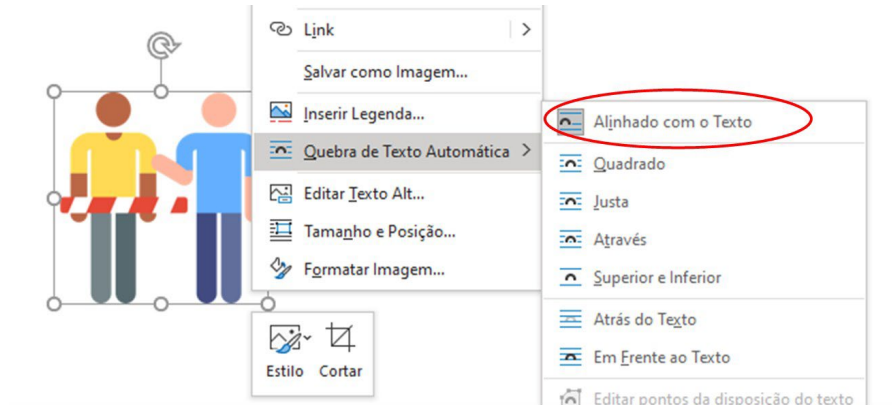 Link
Salvar como Imagem...
Inserir Legenda...
Quebra de Texto Automática
Editar Texto Alt...
Tamanho e Posição...
Formatar Imagem...
Estilo
Cortar
Alinhado com o Texto
Quadrado
Justa
Através
Superior e Inferior
Atrás do Texto
Em Frente ao Texto
Editar pontos da disposição do texto